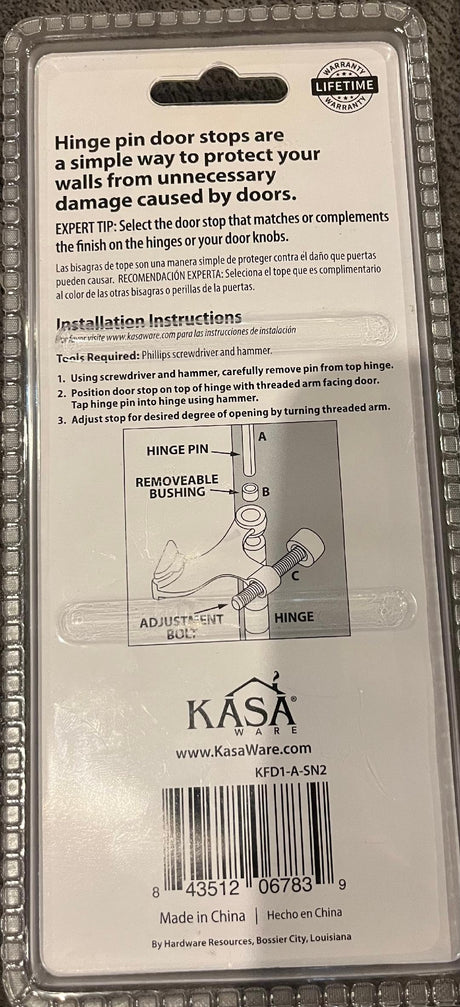 WARRANTY
LIFETIME
WARRANTY
Hinge pin door stops are
a simple way to protect your
walls from unnecessary
damage caused by doors.
EXPERT TIP: Select the door stop that matches or complements
the finish on the hinges or your door knobs.
Las bisagras de tope son una manera simple de proteger contra el daño que puertas
pueden causar. RECOMENDACIÓN EXPERTA: Seleciona el tope que es complimentario
al color de las otras bisagras o perillas de la puertas.
Installation Instructions
Por favor visite www.kasaware.com para las instrucciones de instalación
Tools Required: Phillips screwdriver and hammer.
1. Using screwdriver and hammer, carefully remove pin from top hinge.
2. Position door stop on top of hinge with threaded arm facing door.
Tap hinge pin into hinge using hammer.
3. Adjust stop for desired degree of opening by turning threaded arm.
A
HINGE PIN
REMOVEABLE
BUSHING
B
C
ADJUSTMENT
BOLT
HINGE
KASA®
WARE
www.KasaWare.com
KFD1-A-SN2
8 43512 06783 9
Made in China | Hecho en China
By Hardware Resources, Bossier City, Louisiana